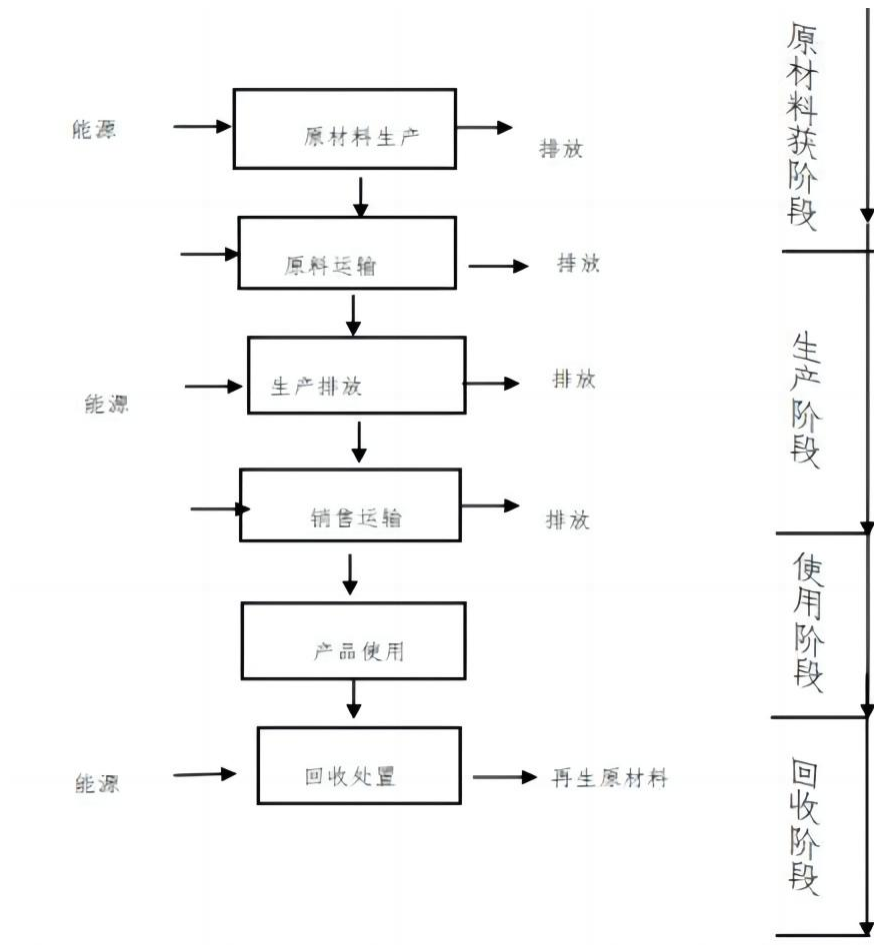 能源
原材料生产
排放
原料运输
排放
能源
生产排放
排放
销售运输
排放
产品使用
能源
回收处置
再生原材料
原材料获阶段
生产阶段
使用阶段
回收阶段